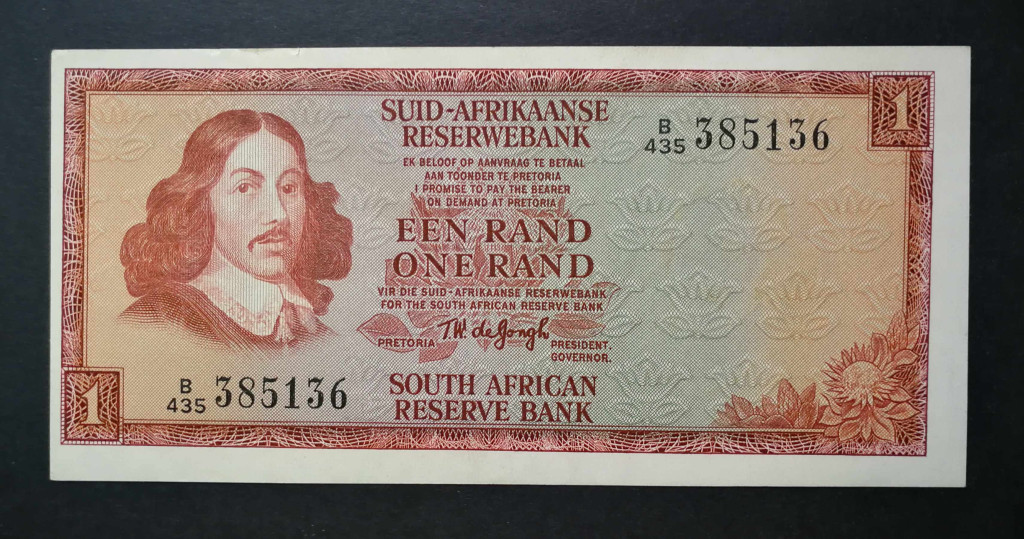 1
SUID-AFRIKAANSE
RESERWEBANK
B
435 385136
EK BELOOF OP AANVRAAG TE BETAAL
AAN TOONDER TE PRETORIA
I PROMISE TO PAY THE BEARER
ON DEMAND AT PRETORIA
EEN RAND
ONE RAND
VIR DIE SUID-AFRIKAANSE RESERWEBANK
FOR THE SOUTH AFRICAN RESERVE BANK
T.W. de Jongh
PRETORIA PRESIDENT.
GOVERNOR.
1
B
435 385136
SOUTH AFRICAN
RESERVE BANK